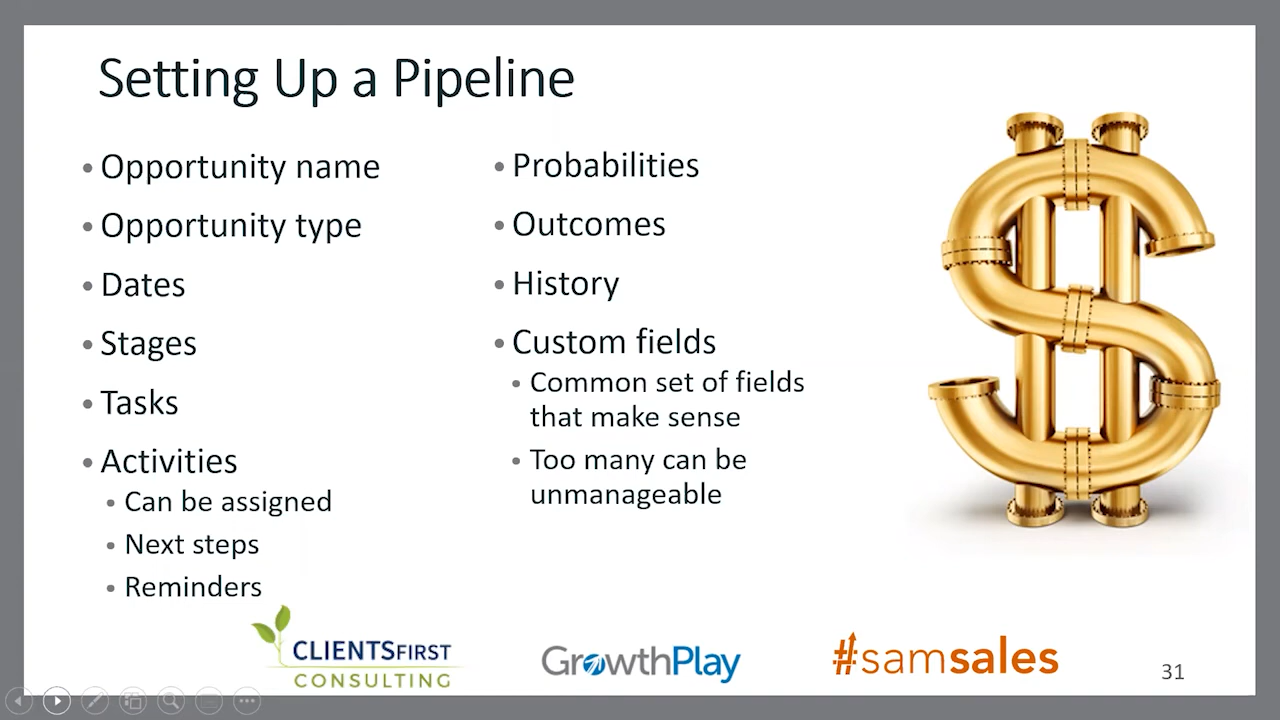 Setting Up a Pipeline
• Opportunity name
• Opportunity type
• Dates
• Stages
• Tasks
• Activities
• Can be assigned
• Next steps
• Reminders
• Probabilities
• Outcomes
• History
• Custom fields
• Common set of fields
that make sense
• Too many can be
unmanageable
CLIENTSFIRST
CONSULTING
GrowthPlay
#samsales
31